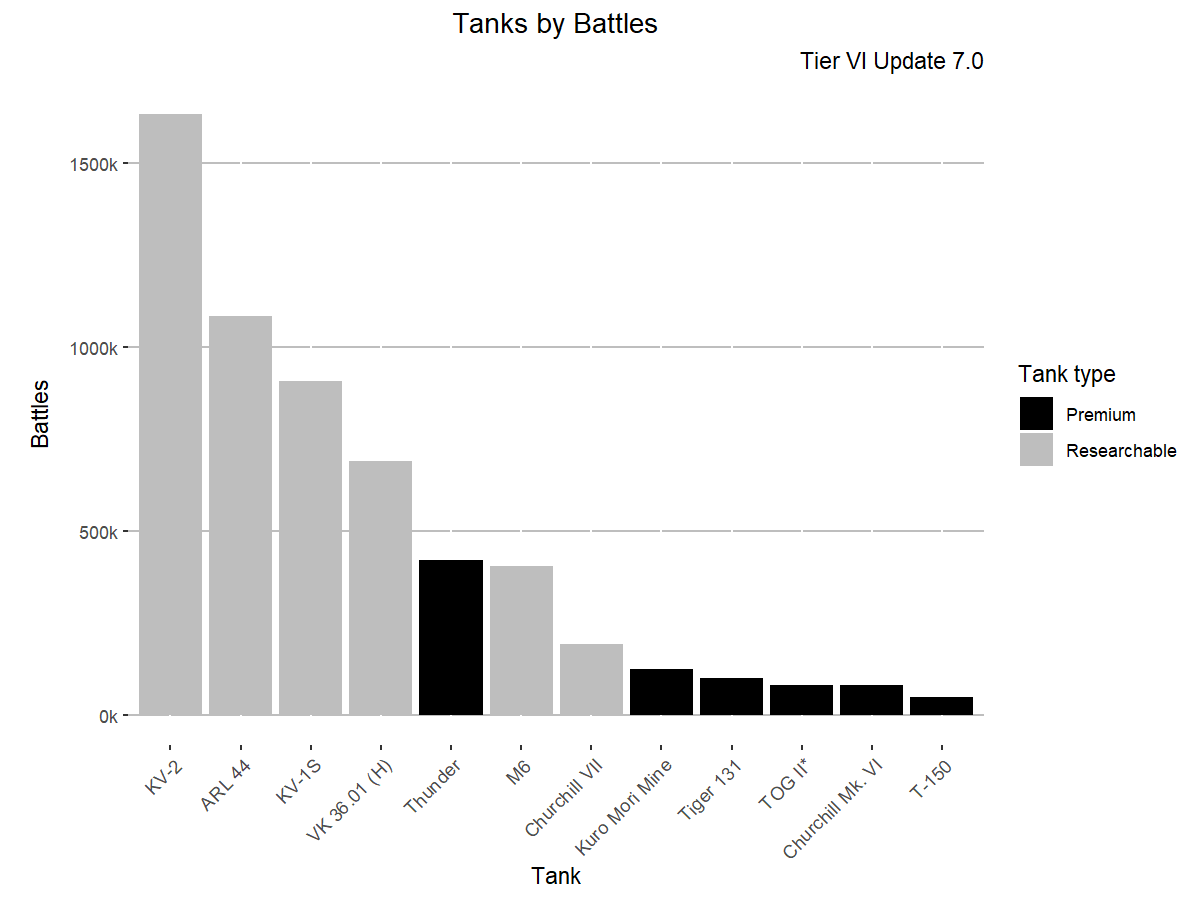 Tanks by Battles
Tier VI Update 7.0
1500k
1000k
500k
0k
Battles
KV-2
ARL 44
KV-1S
VK 36.01 (H)
Thunder
M6
Churchill VII
Kuro Mori Mine
Tiger 131
TOG II*
Churchill Mk. VI
T-150
Tank
Tank type
Premium
Researchable